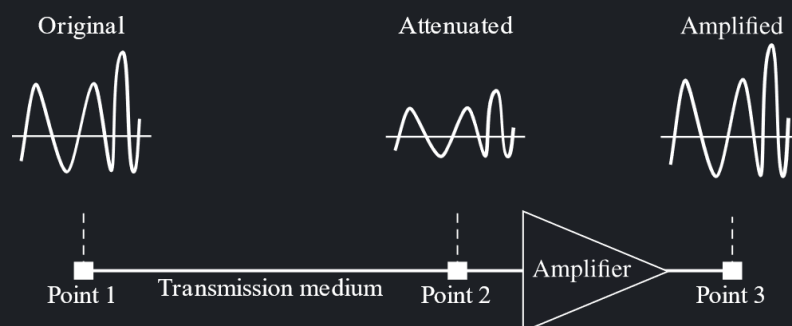 Original
Attenuated
Amplified
Amplifier
Point 1
Transmission medium
Point 2
Point 3